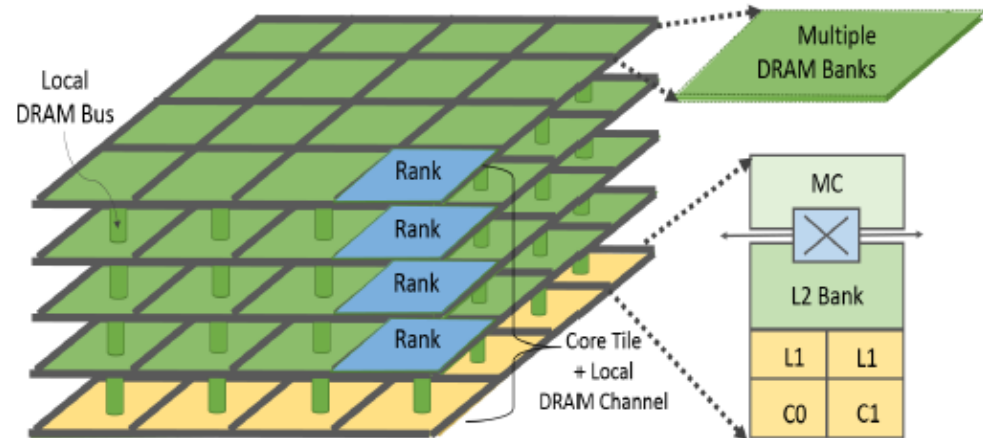 Local
DRAM Bus
Multiple
DRAM Banks
Rank
Rank
Rank
Rank
Core Tile
+ Local
DRAM Channel
MC
L2 Bank
L1 L1
C0 C1